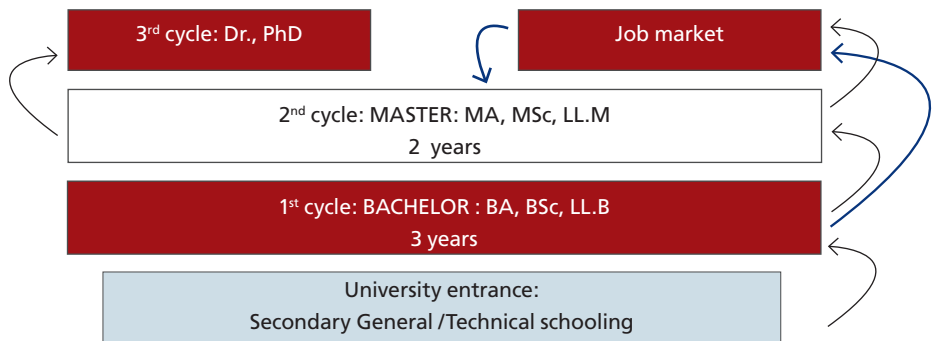 3rd cycle: Dr., PhD
Job market
2nd cycle: MASTER: MA, MSc, LL.M
2 years
1st cycle: BACHELOR : BA, BSc, LL.B
3 years
University entrance:
Secondary General /Technical schooling